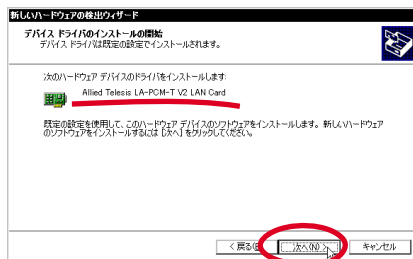 新しいハードウェアの検出ウィザード
デバイス ドライバのインストールの開始
デバイス ドライバは既定の設定でインストールされます。
次のハードウェア デバイスのドライバをインストールします:
Allied Telesis LA-PCM-T V2 LAN Card
既定の設定を使用して、このハードウェア デバイスのソフトウェアをインストールします。新しいハードウェア
のソフトウェアをインストールするには [次へ] をクリックしてください。
< 戻る(B) 次へ(N) > キャンセル